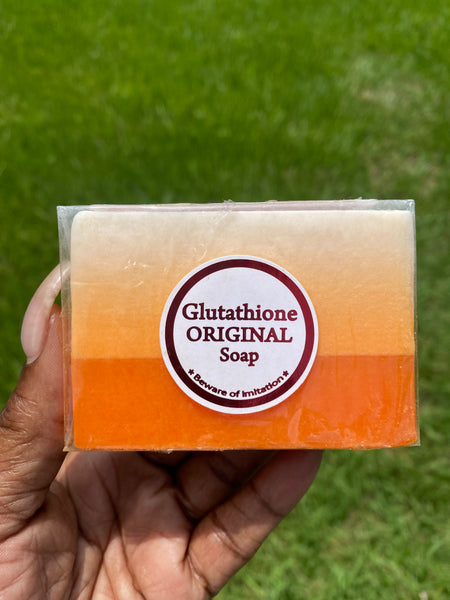 Glutathione
ORIGINAL
Soap
* Beware of Imitation *